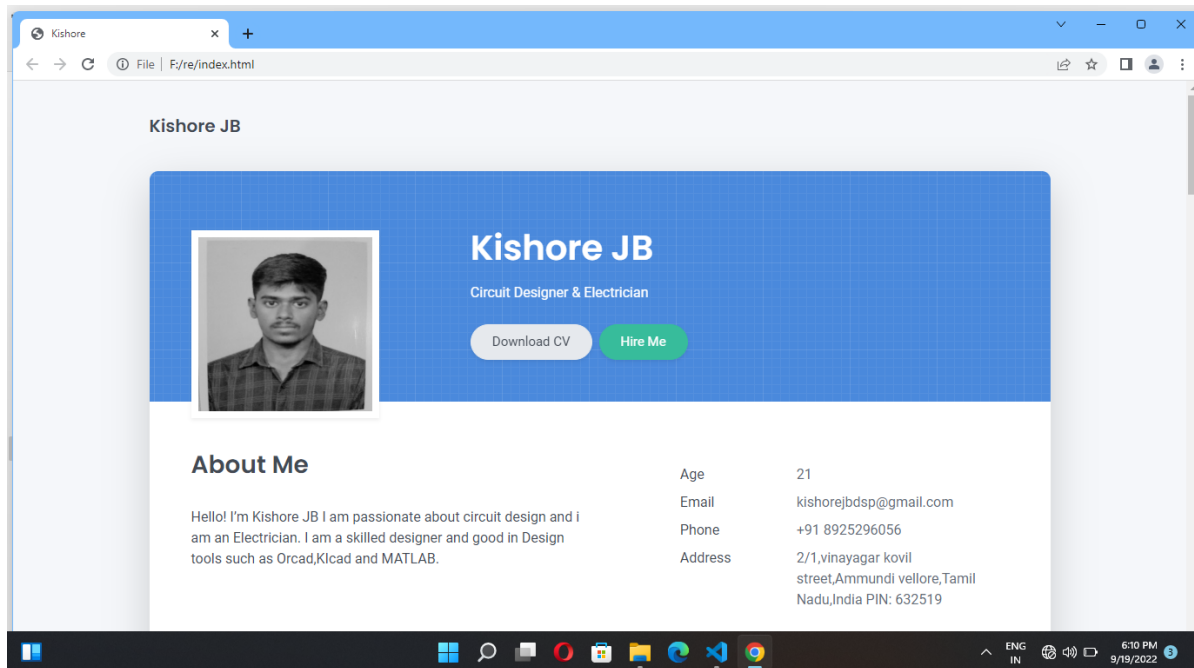 Kishore
File F:/re/index.html
Kishore JB
Kishore JB
Circuit Designer & Electrician
Download CV Hire Me
About Me
Hello! I'm Kishore JB I am passionate about circuit design and i
am an Electrician. I am a skilled designer and good in Design
tools such as Orcad,KIcad and MATLAB.
Age 21
Email kishorejbdsp@gmail.com
Phone +91 8925296056
Address 2/1,vinayagar kovil
street,Ammundi vellore,Tamil
Nadu,India PIN: 632519
ENG
IN
6:10 PM
9/19/2022
3